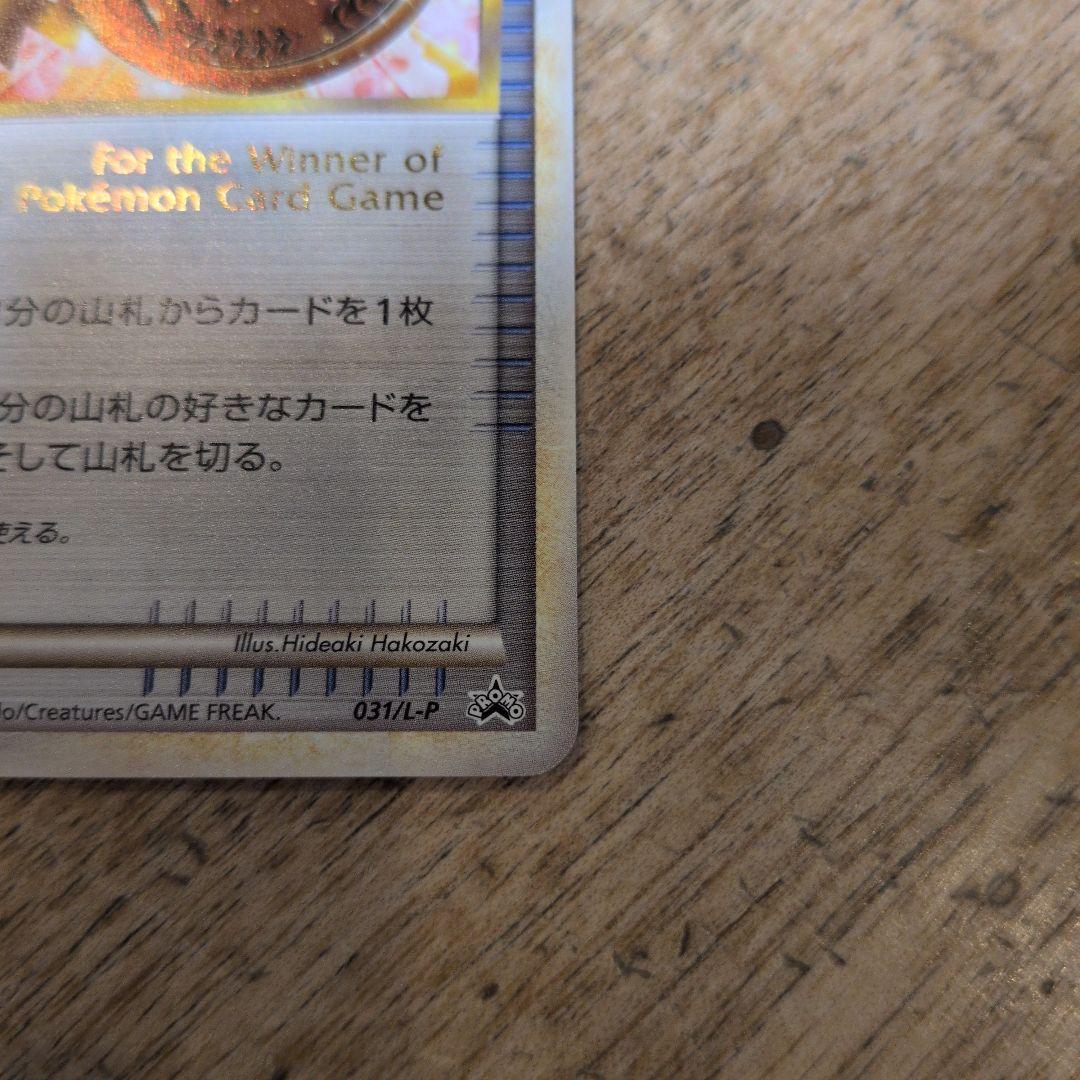 For the Winner of
Pokémon Card Game
分の山札からカードを1枚
分の山札の好きなカードを
そして山札を切る。
使える。
Illus.Hideaki Hakozaki
do/Creatures/GAME FREAK.
031/L-P
PROMO